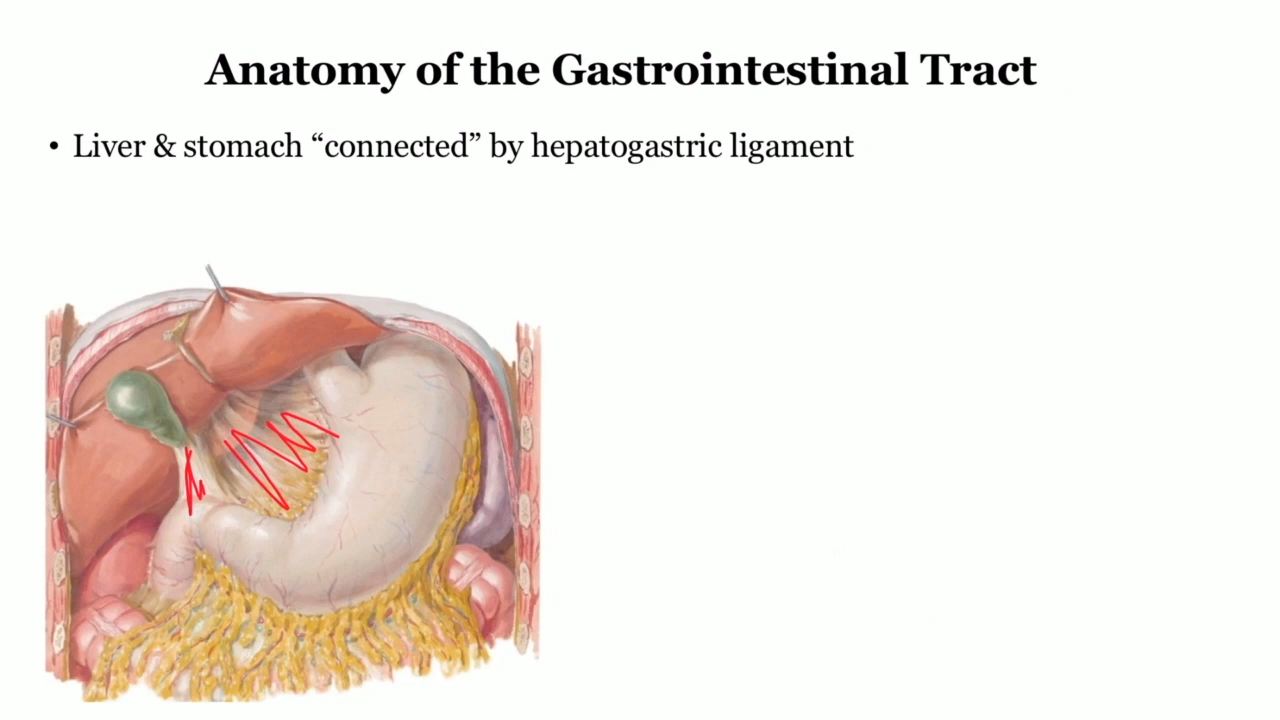 Anatomy of the Gastrointestinal Tract
• Liver & stomach “connected” by hepatogastric ligament